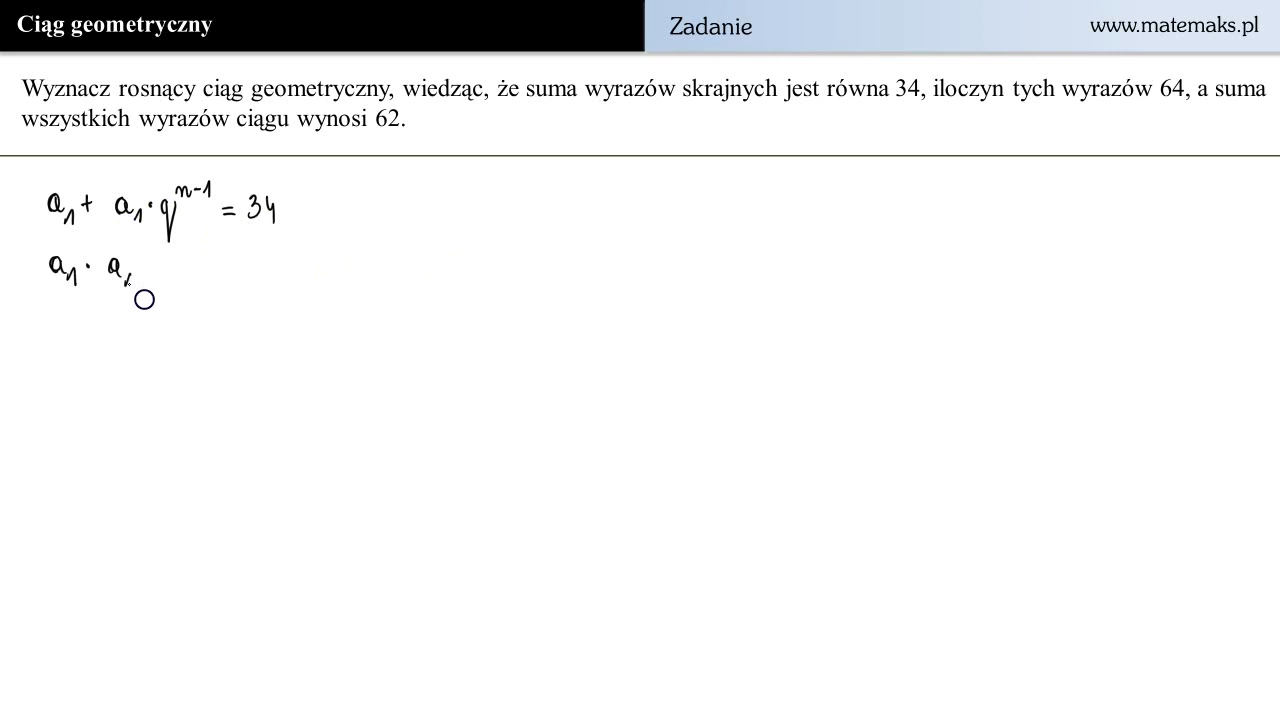 Ciąg geometryczny
Zadanie
www.matemaks.pl
Wyznacz rosnący ciąg geometryczny, wiedząc, że suma wyrazów skrajnych jest równa 34, iloczyn tych wyrazów 64, a suma
wszystkich wyrazów ciągu wynosi 62.
a₁ + a₁·qⁿ⁻¹ = 34
a₁ · a